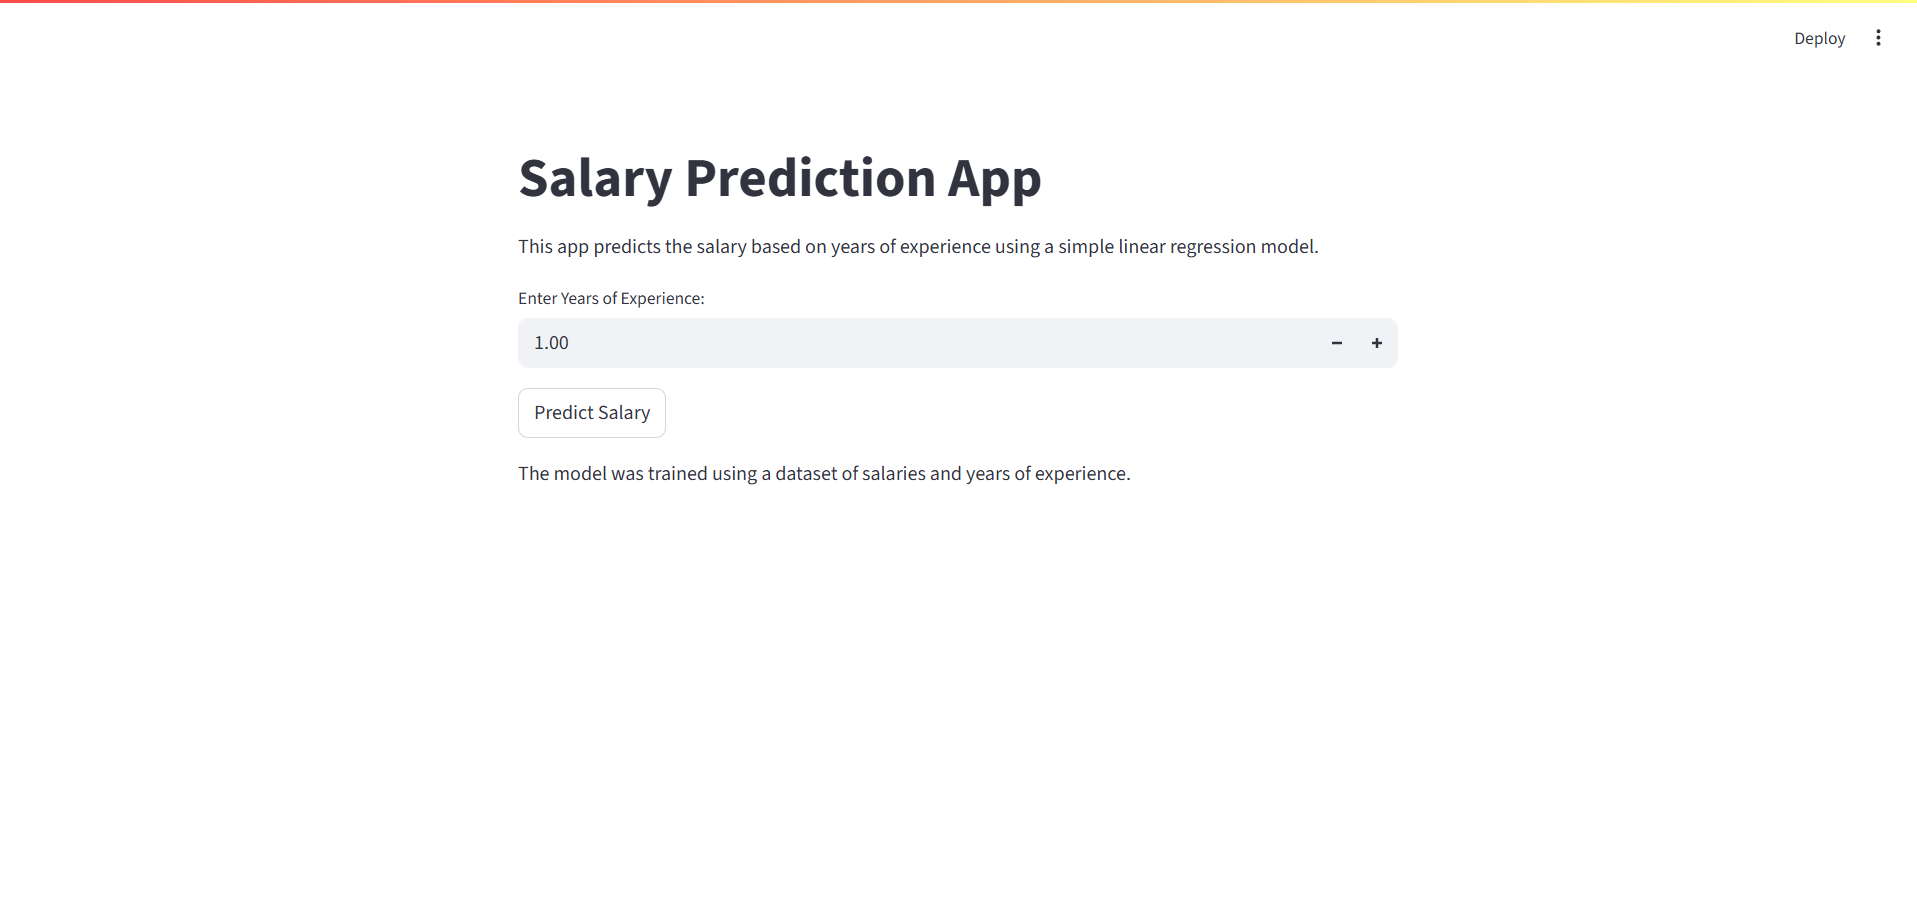 Deploy
Salary Prediction App
This app predicts the salary based on years of experience using a simple linear regression model.
Enter Years of Experience:
1.00
Predict Salary
The model was trained using a dataset of salaries and years of experience.